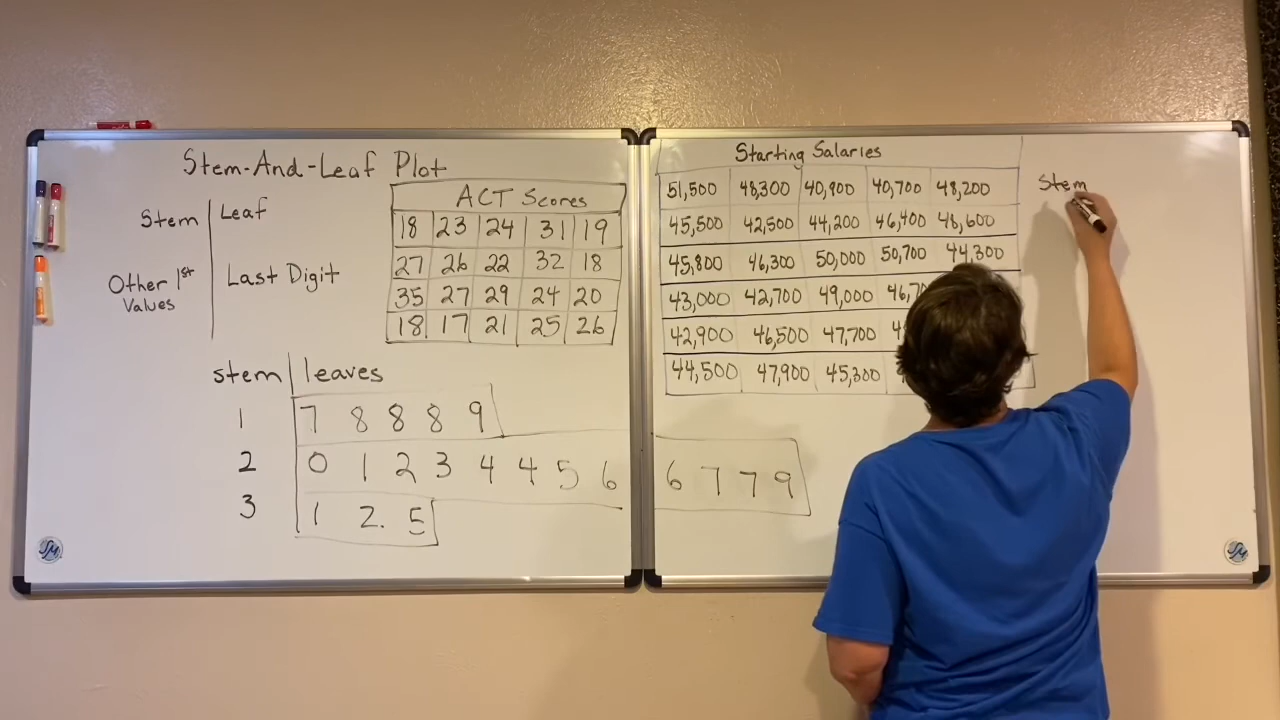 Stem-And-Leaf Plot
Stem Leaf
Other 1st Values Last Digit
ACT Scores
18 23 24 31 19
27 26 22 32 18
35 27 29 24 20
18 17 21 25 26
stem leaves
1 7 8 8 8 9
2 0 1 2 3 4 4 5 6 6 7 7 9
3 1 2. 5
SM
Starting Salaries
51,500 48,300 40,900 40,700 48,200
45,500 42,500 44,200 46,400 48,600
45,800 46,300 50,000 50,700 44,300
43,000 42,700 49,000
42,900 46,500 47,700
44,500 47,900 45,300
Stem
SM